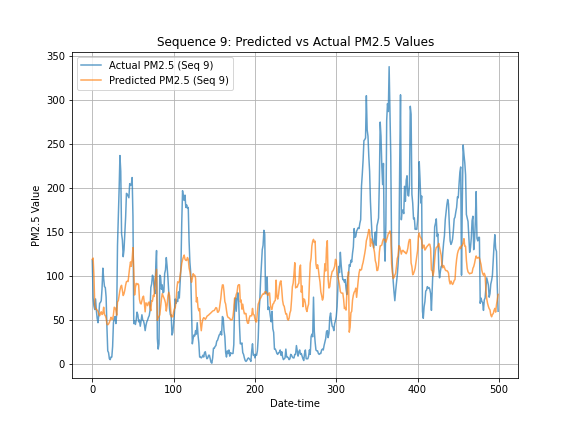 Sequence 9: Predicted vs Actual PM2.5 Values
Actual PM2.5 (Seq 9)
Predicted PM2.5 (Seq 9)
PM2.5 Value
350
300
250
200
150
100
50
0
0 100 200 300 400 500
Date-time